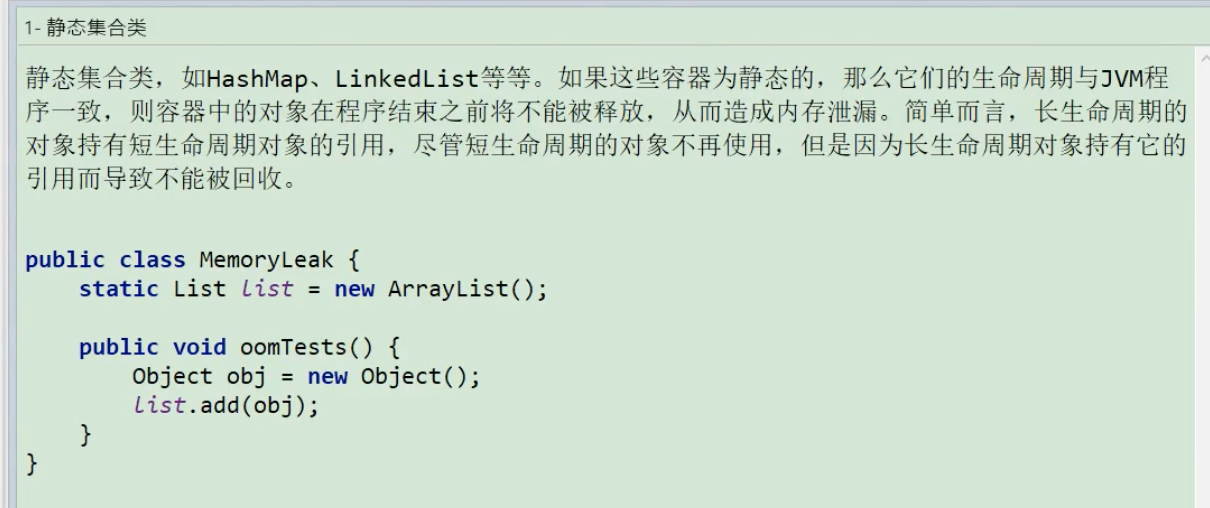 1- 静态集合类
静态集合类，如HashMap、LinkedList等等。如果这些容器为静态的，那么它们的生命周期与JVM程
序一致，则容器中的对象在程序结束之前将不能被释放，从而造成内存泄漏。简单而言，长生命周期的
对象持有短生命周期对象的引用，尽管短生命周期的对象不再使用，但是因为长生命周期对象持有它的
引用而导致不能被回收。
public class MemoryLeak {
    static List list = new ArrayList();
    public void oomTests() {
        Object obj = new Object();
        list.add(obj);
    }
}